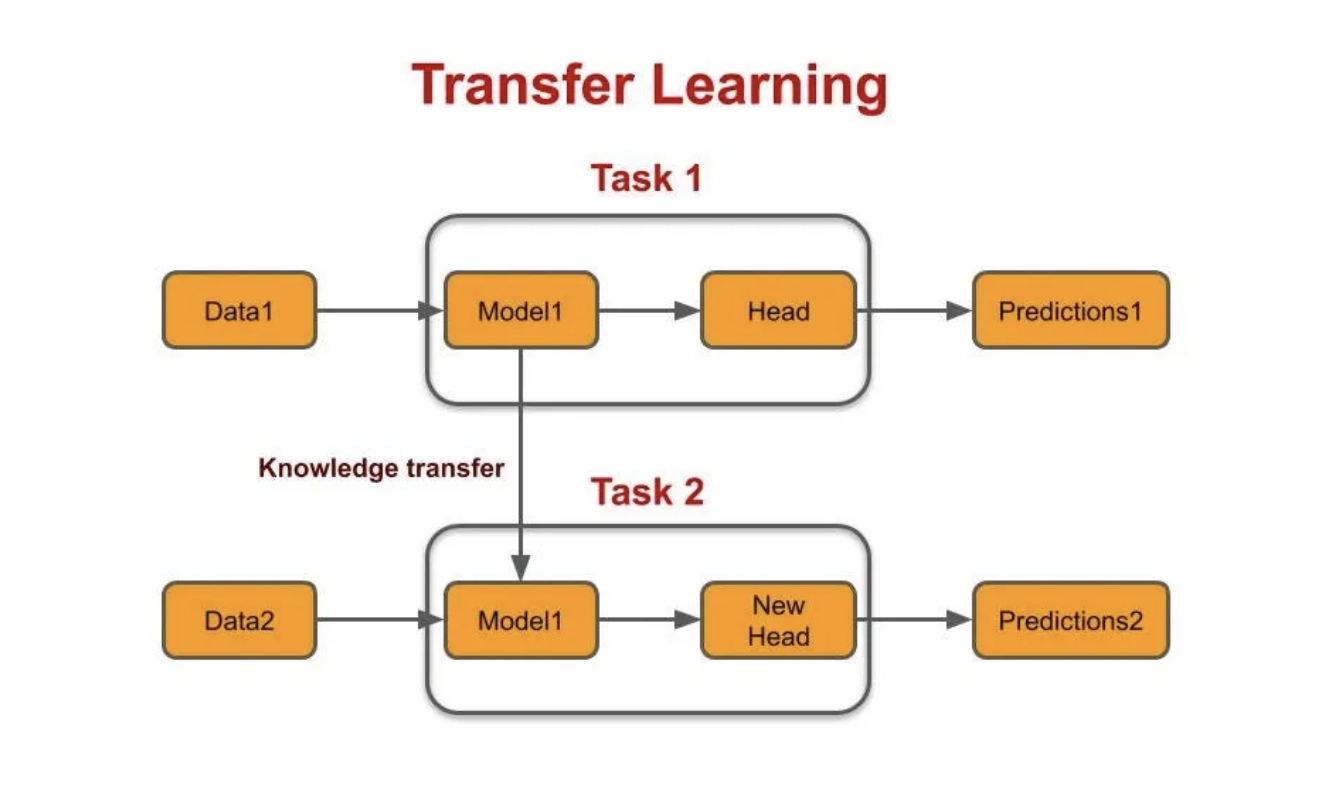 Transfer Learning
Task 1
Data1
Model1
Head
Predictions1
Knowledge transfer
Task 2
Data2
Model1
New
Head
Predictions2